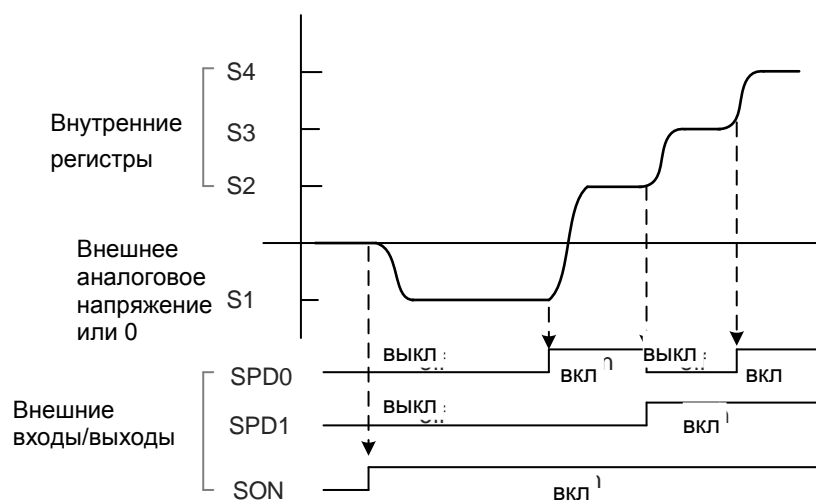 S4
Внутренние
регистры
S3
S2
Внешнее
аналоговое
напряжение
или 0
S1
выкл
выкл
SPD0
вкл
вкл
Внешние
входы/выходы
выкл
SPD1
вкл
SON
вкл